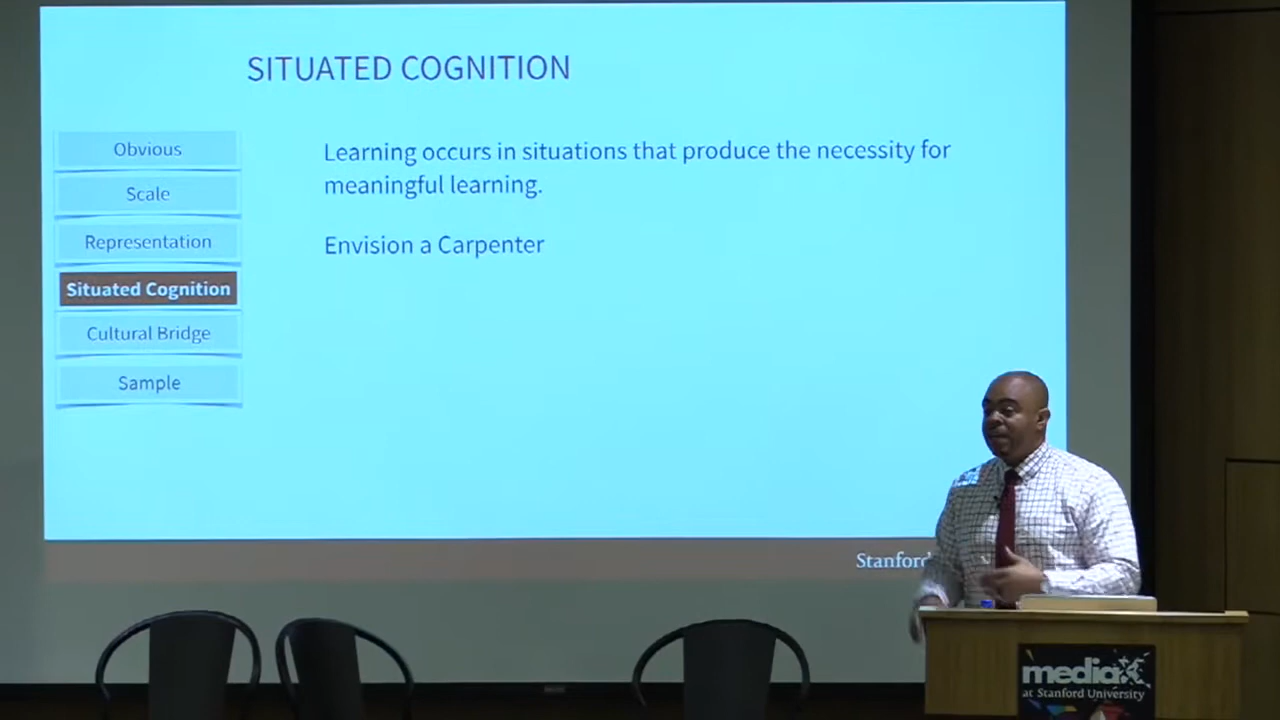 SITUATED COGNITION
Obvious
Scale
Representation
Situated Cognition
Cultural Bridge
Sample
Learning occurs in situations that produce the necessity for
meaningful learning.
Envision a Carpenter
Stanford
mediaX
at Stanford University